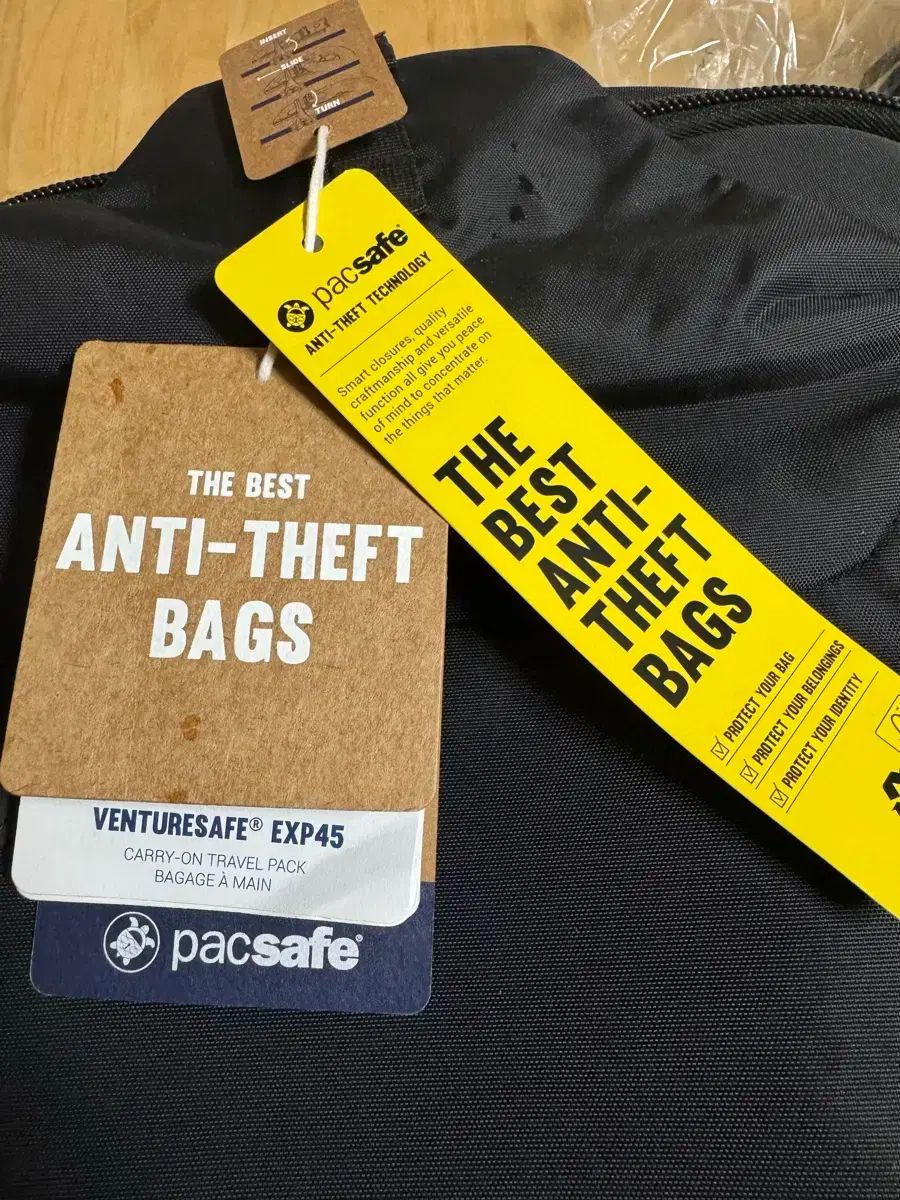 INSERT
SLIDE
TURN
pacsafe®
ANTI-THEFT TECHNOLOGY
Smart closures, quality
craftmanship and versatile
function all give you peace
of mind to concentrate on
the things that matter.
THE
BEST
ANTI-
THEFT
BAGS
PROTECT YOUR BAG
PROTECT YOUR BELONGINGS
PROTECT YOUR IDENTITY
THE BEST
ANTI-THEFT
BAGS
VENTURESAFE® EXP45
CARRY-ON TRAVEL PACK
BAGAGE À MAIN
pacsafe®